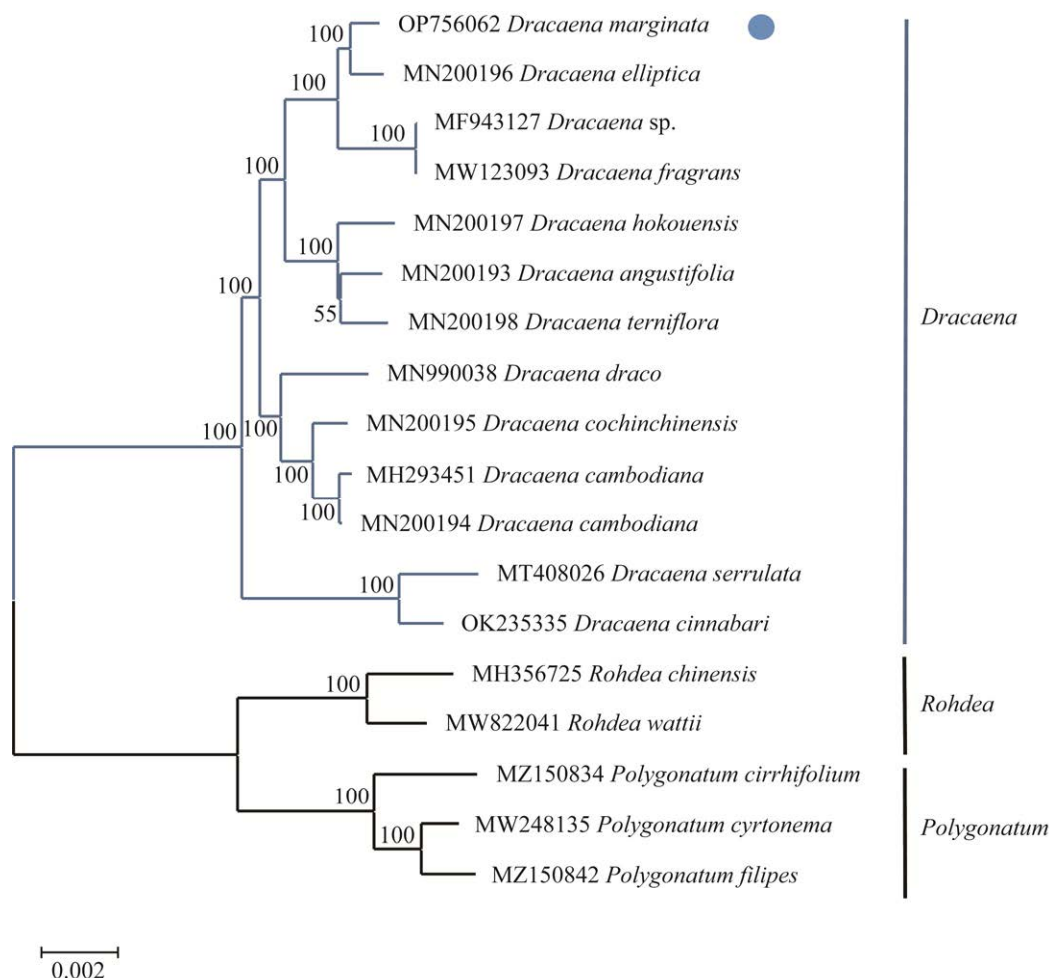 OP756062 Dracaena marginata
100
MN200196 Dracaena elliptica
100
MF943127 Dracaena sp.
100
MW123093 Dracaena fragrans
100
MN200197 Dracaena hokouensis
100
MN200193 Dracaena angustifolia
100
55
MN200198 Dracaena terniflora
Dracaena
MN990038 Dracaena draco
100
100
MN200195 Dracaena cochinchinensis
100
MH293451 Dracaena cambodiana
100
MN200194 Dracaena cambodiana
MT408026 Dracaena serrulata
100
OK235335 Dracaena cinnabari
MH356725 Rohdea chinensis
100
Rohdea
MW822041 Rohdea wattii
MZ150834 Polygonatum cirrhifolium
100
MW248135 Polygonatum cyrtonema
100
Polygonatum
MZ150842 Polygonatum filipes
0.002